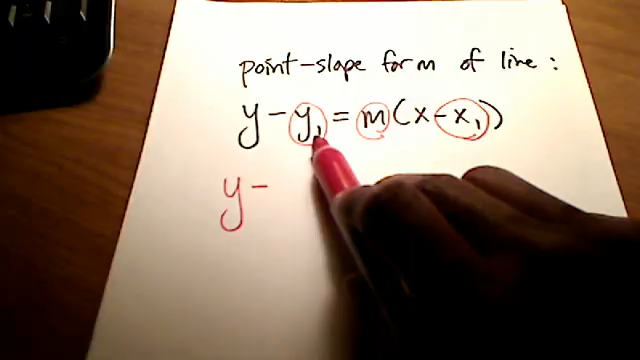 point-slope form of line:
y - y₁ = m(x - x₁)
y -